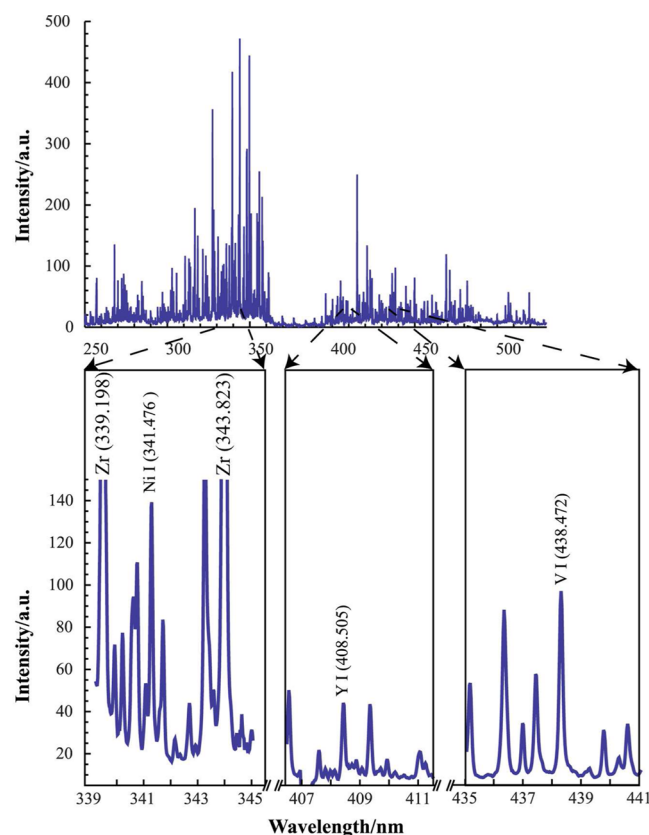 500
400
300
200
100
0
Intensity/a.u.
250 300 350 400 450 500
Zr (339.198)
Ni I (341.476 )
Zr (343.823)
Y I (408.505)
V I (438.472)
140
120
100
80
60
40
20
Intensity/a.u.
339 341 343 345 407 409 411 435 437 439 441
Wavelength/nm